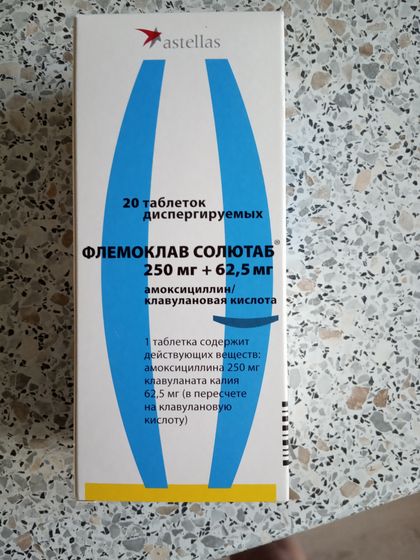 astellas
20 таблеток
диспергируемых
ФЛЕМОКЛАВ СОЛЮТАБ®
250 мг + 62,5 мг
амоксициллин/
клавулановая кислота
1 таблетка содержит
действующих веществ:
амоксициллина 250 мг
клавуланата калия
62,5 мг (в пересчете
на клавулановую
кислоту)